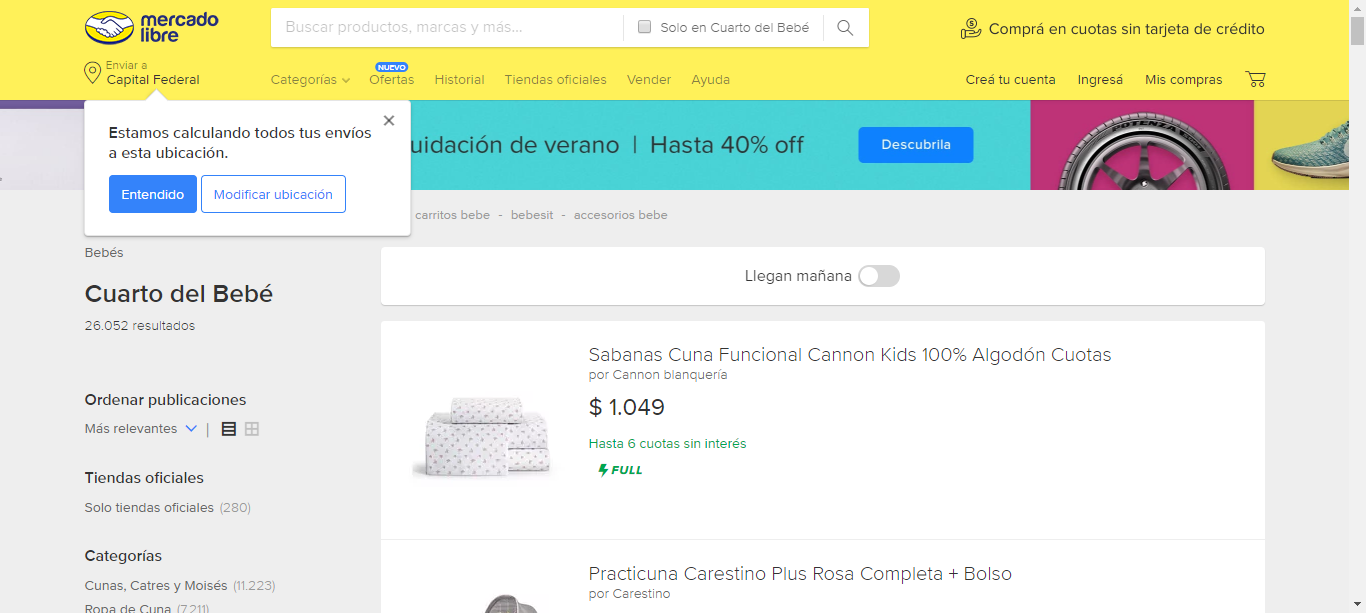 mercado
libre
Buscar productos, marcas y más...
Solo en Cuarto del Bebé
Comprá en cuotas sin tarjeta de crédito
Enviar a
Capital Federal
Categorías
NUEVO
Ofertas
Historial
Tiendas oficiales
Vender
Ayuda
Creá tu cuenta
Ingresá
Mis compras
Estamos calculando todos tus envíos
a esta ubicación.
Entendido
Modificar ubicación
uidación de verano | Hasta 40% off
Descubrila
POTENZA
carritos bebe - bebesit - accesorios bebe
Bebés
Cuarto del Bebé
26.052 resultados
Ordenar publicaciones
Más relevantes
Tiendas oficiales
Solo tiendas oficiales (280)
Categorías
Cunas, Catres y Moisés (11.223)
Ropa de Cuna (7.211)
Llegan mañana
Sabanas Cuna Funcional Cannon Kids 100% Algodón Cuotas
por Cannon blanquería
$ 1.049
Hasta 6 cuotas sin interés
FULL
Practicuna Carestino Plus Rosa Completa + Bolso
por Carestino